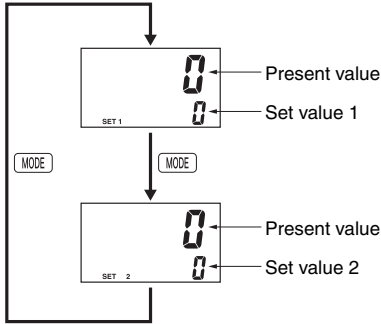 0
Present value
0
Set value 1
SET 1
MODE
MODE
0
Present value
0
Set value 2
SET 2